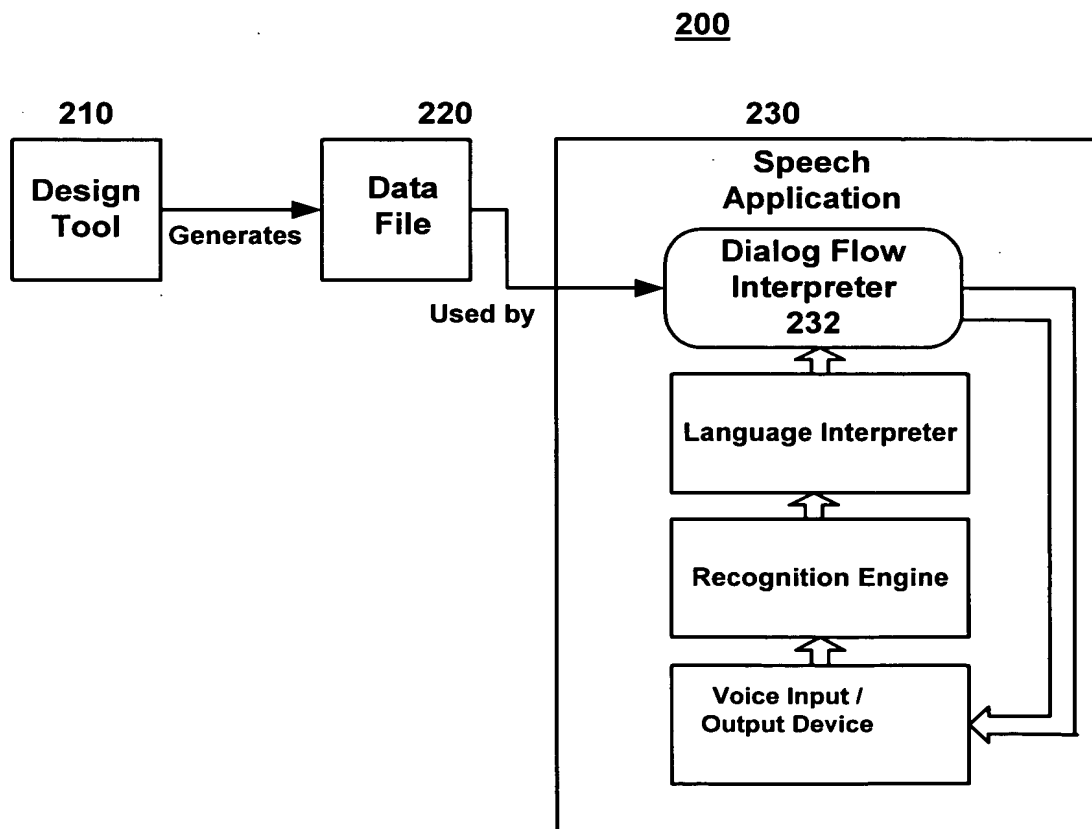 200
210
220
230
Design
Tool
Generates
Data
File
Used by
Speech
Application
Dialog Flow
Interpreter
232
Language Interpreter
Recognition Engine
Voice Input /
Output Device